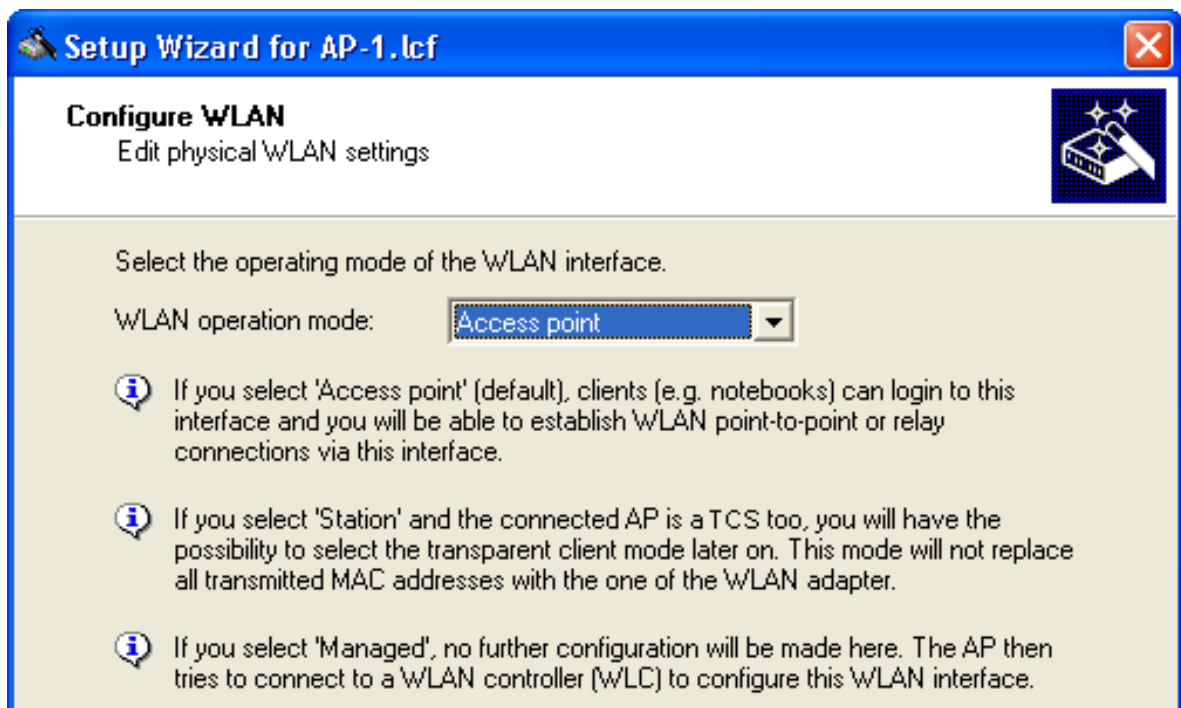 Setup Wizard for AP-1.lcf
Configure WLAN
Edit physical WLAN settings
Select the operating mode of the WLAN interface.
WLAN operation mode: Access point
If you select 'Access point' (default), clients (e.g. notebooks) can login to this
interface and you will be able to establish WLAN point-to-point or relay
connections via this interface.
If you select 'Station' and the connected AP is a TCS too, you will have the
possibility to select the transparent client mode later on. This mode will not replace
all transmitted MAC addresses with the one of the WLAN adapter.
If you select 'Managed', no further configuration will be made here. The AP then
tries to connect to a WLAN controller (WLC) to configure this WLAN interface.